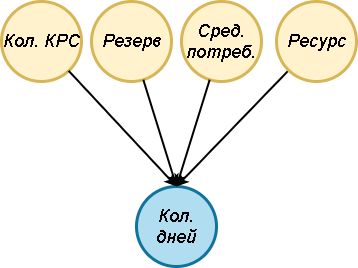 Кол. КРС
Резерв
Сред.
потреб.
Ресурс
Кол.
дней